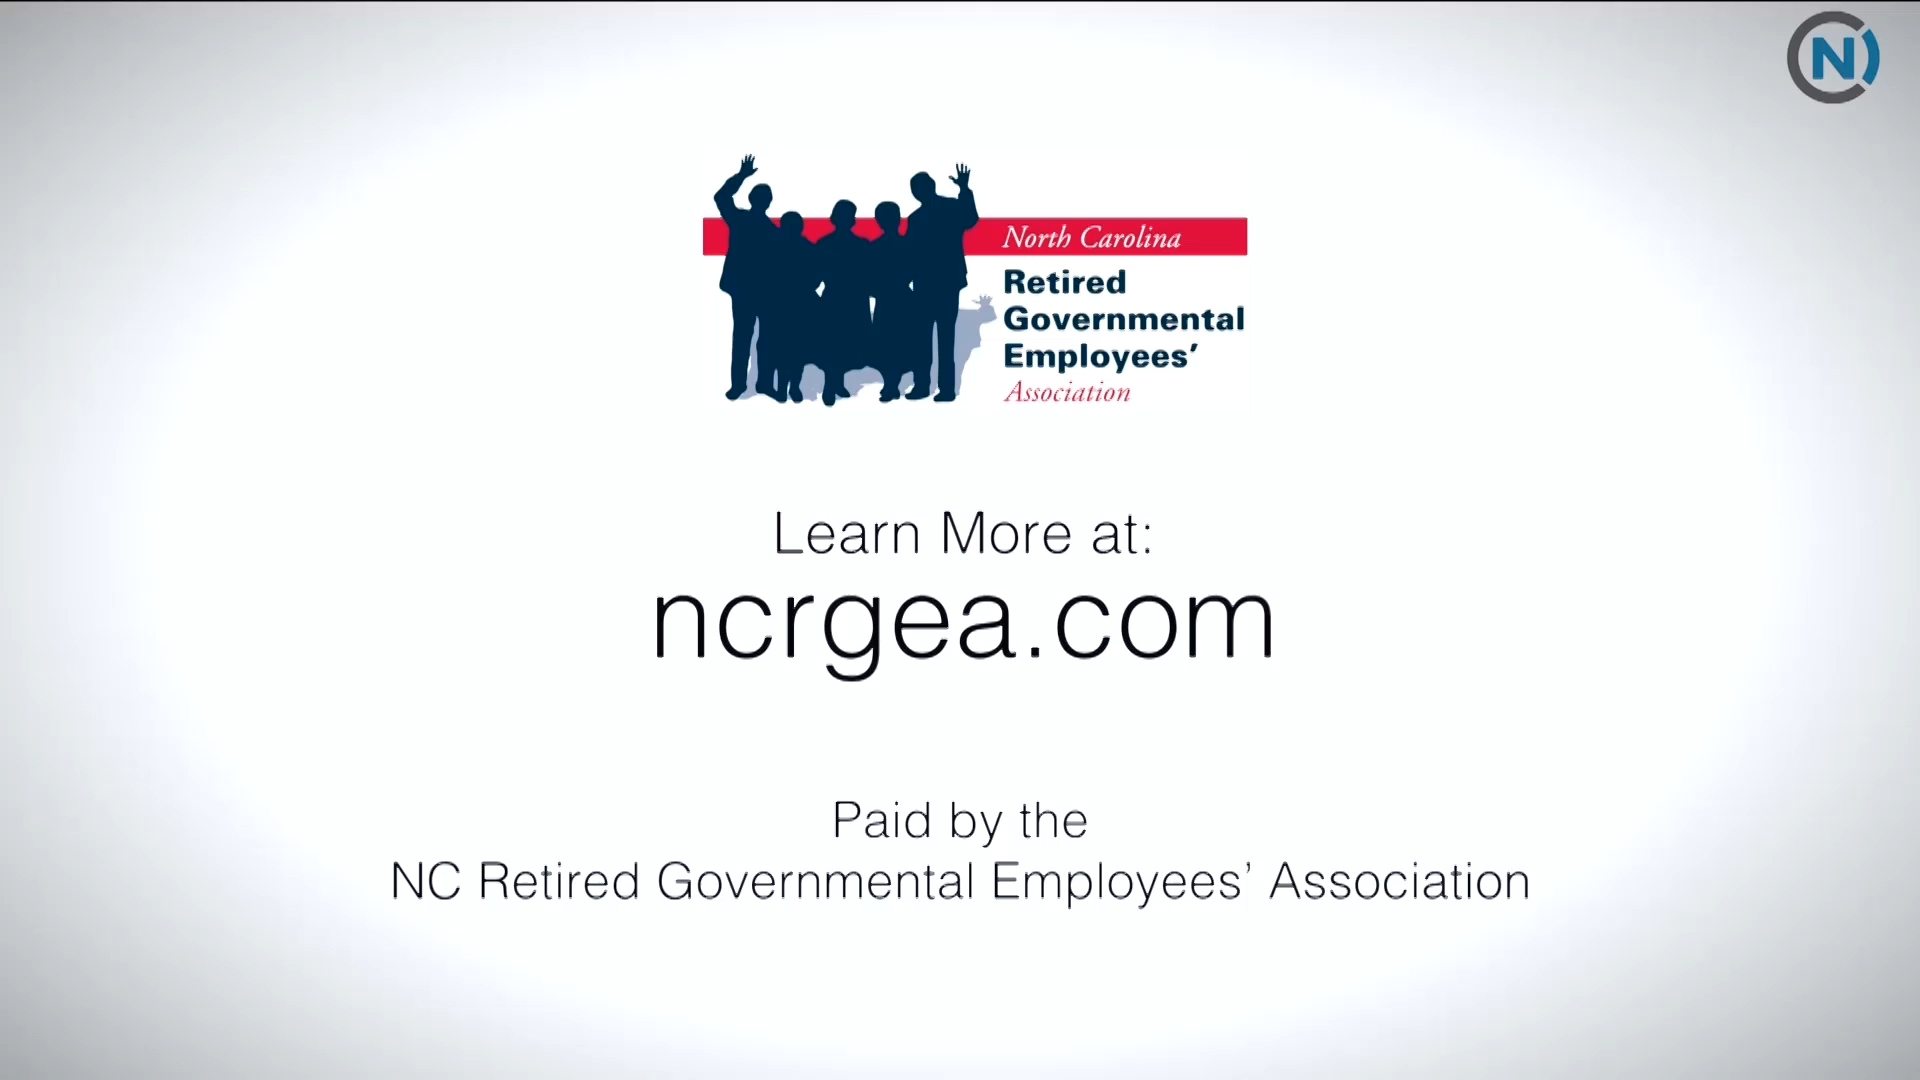 N
North Carolina
Retired
Governmental
Employees’
Association
Learn More at:
ncrgea.com
Paid by the
NC Retired Governmental Employees’ Association